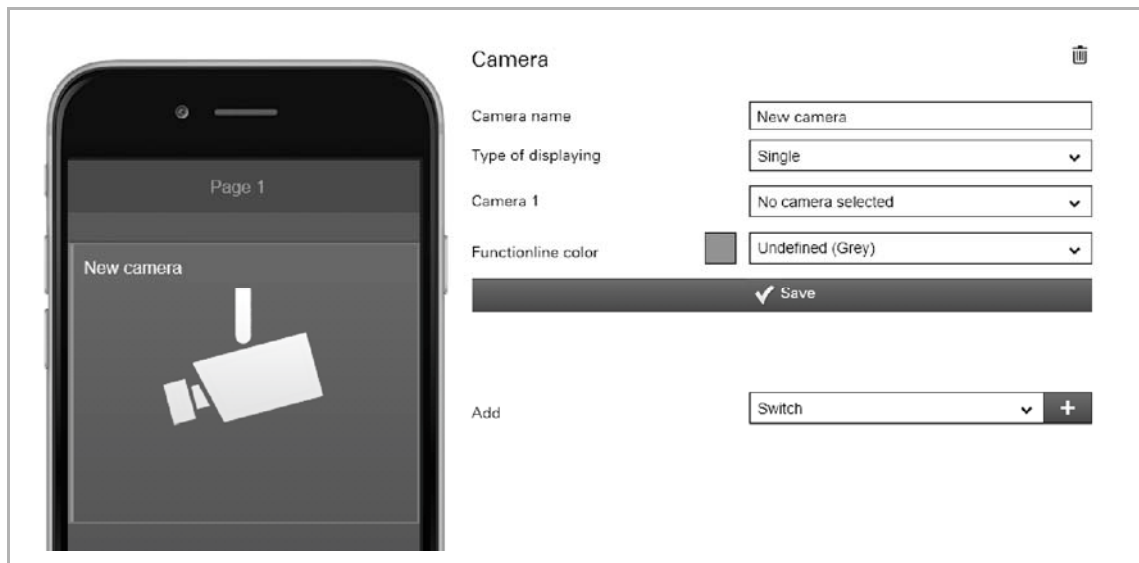 Page 1
New camera
Camera
Camera name
New camera
Type of displaying
Single
Camera 1
No camera selected
Functionline color
Undefined (Grey)
Save
Add
Switch